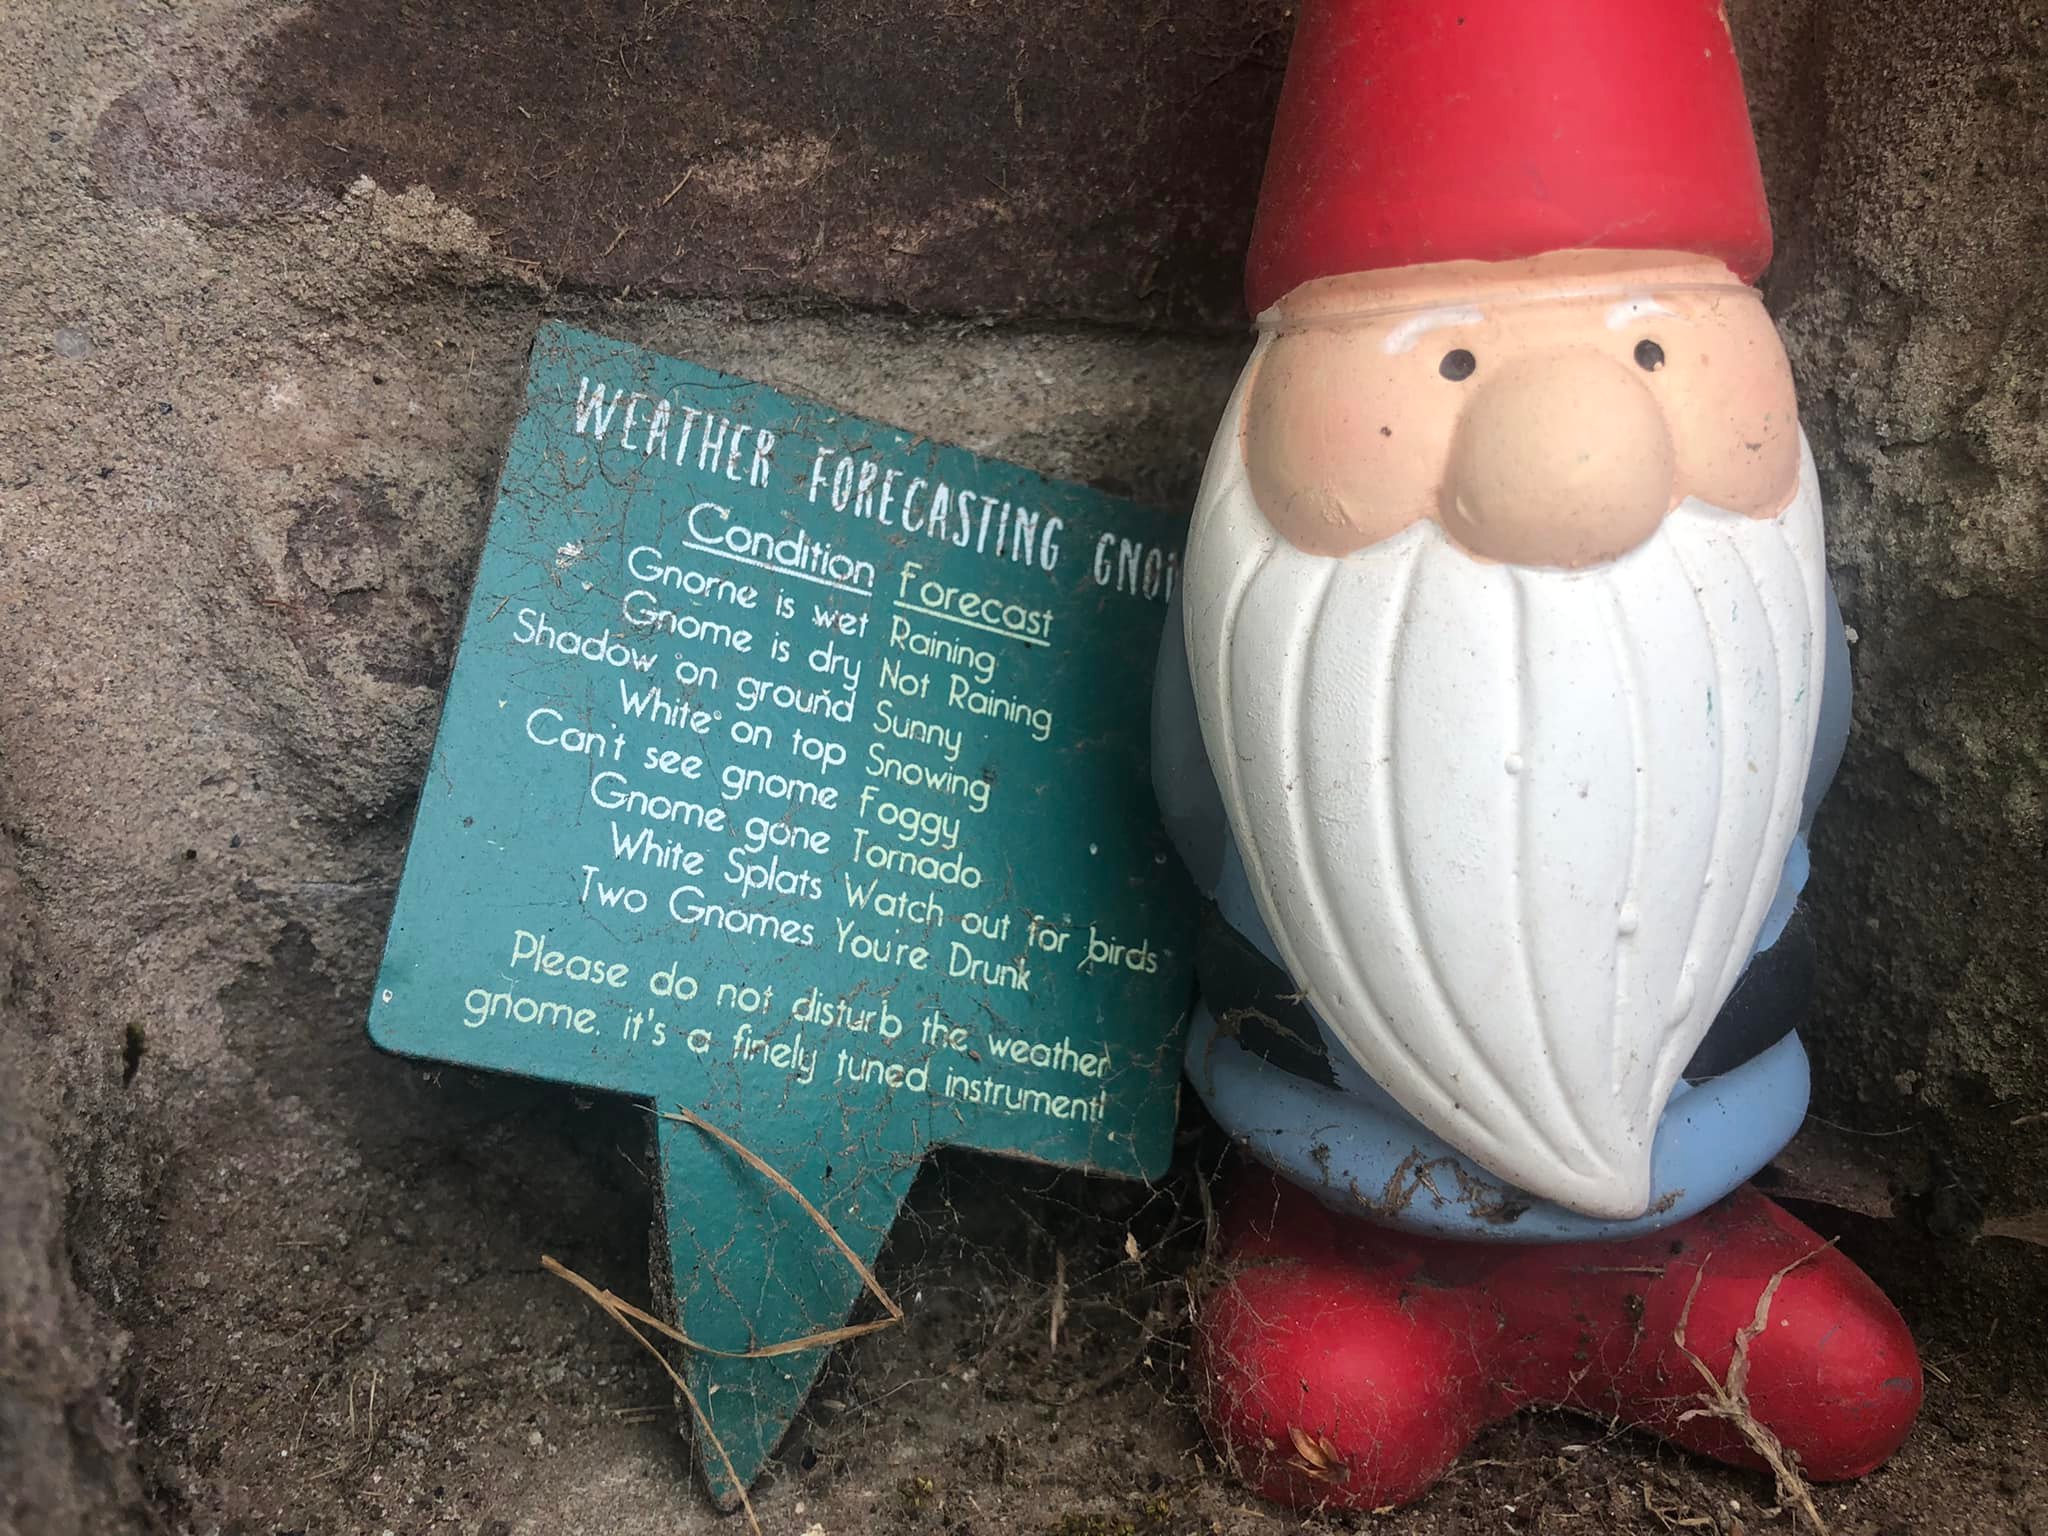 WEATHER FORECASTING
Condition Forecast
Gnome is wet Raining
Gnome is dry Not Raining
Shadow on ground Sunny
White on top Snowing
Can't see gnome Foggy
Gnome gone Tornado
White Splats Watch out for birds
Two Gnomes You're Drunk
Please do not disturb the weather
gnome. it's a finely tuned instrument!